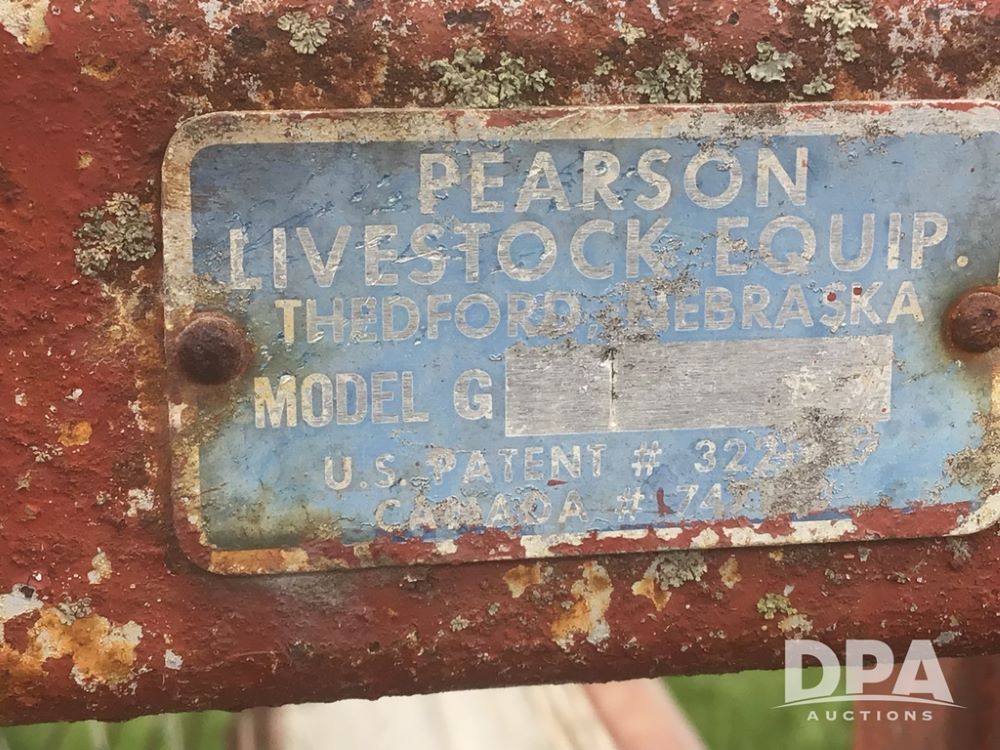 PEARSON
LIVESTOCK EQUIP.
THEDFORD, NEBRASKA
MODEL G
U.S. PATENT #
CANADA #
DPA
AUCTIONS